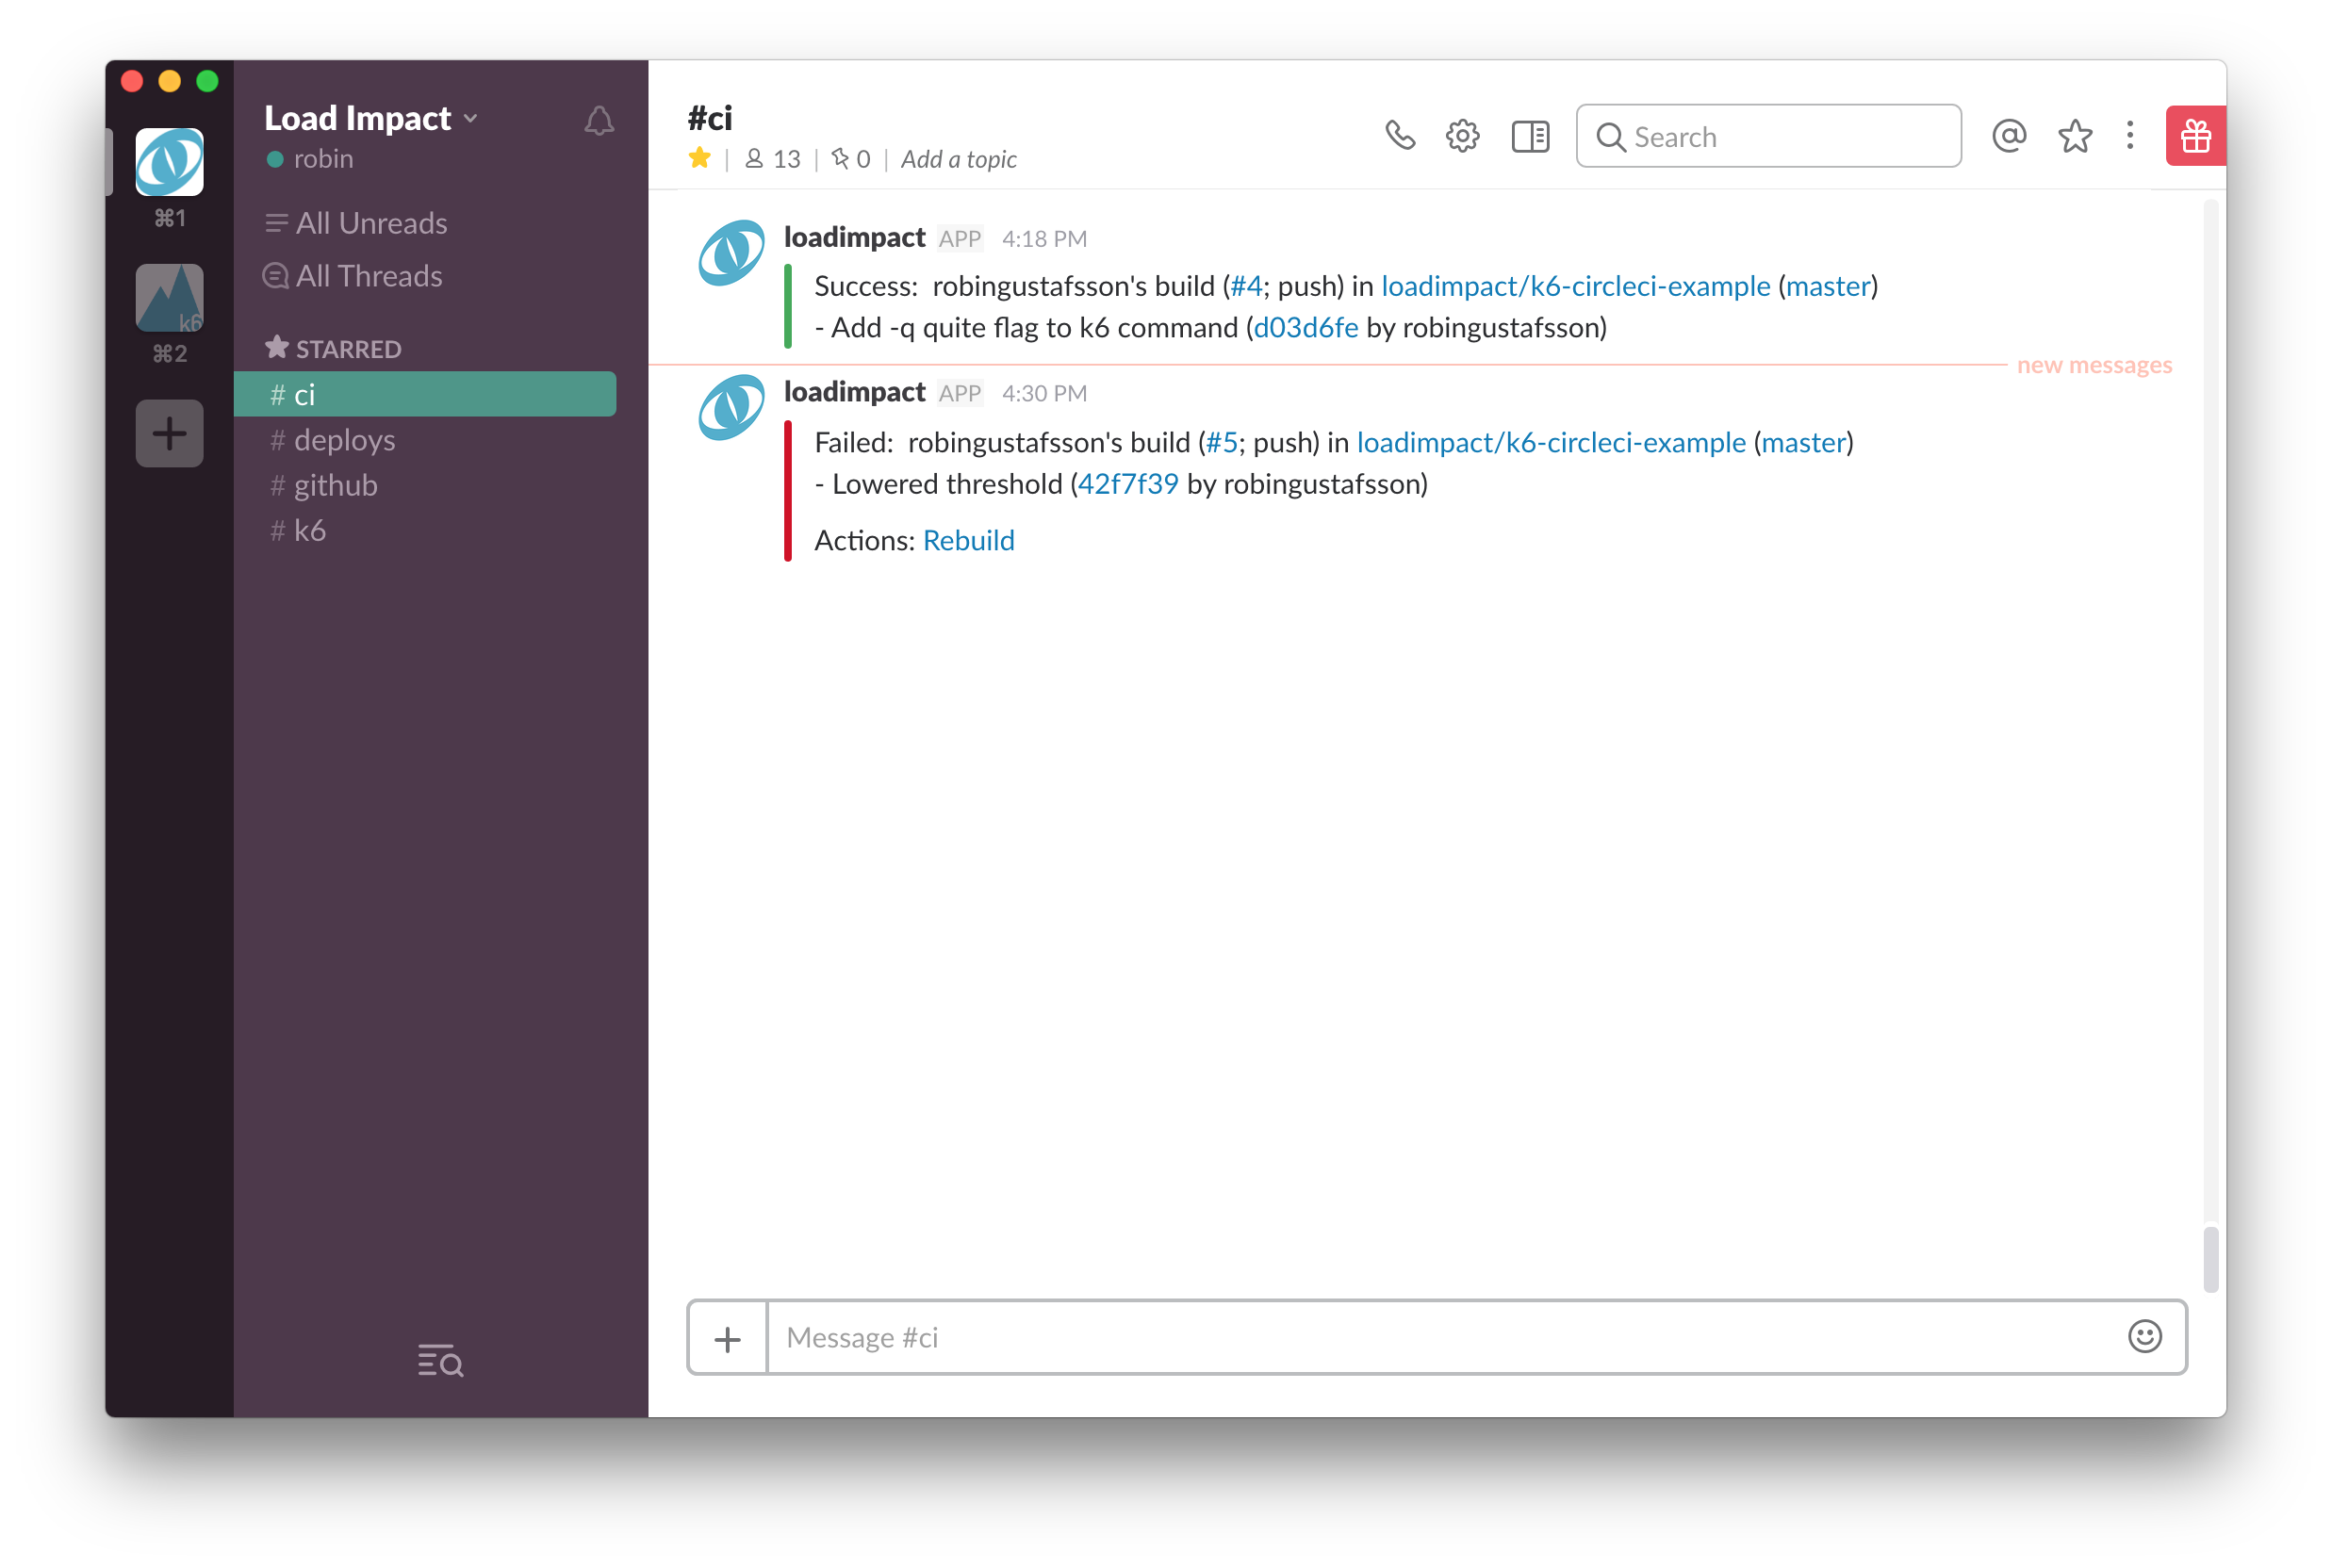 ⌘1
k6
⌘2
Load Impact
robin
All Unreads
All Threads
STARRED
# ci
# deploys
# github
# k6
#ci
13 | 0 | Add a topic
Search
loadimpact APP 4:18 PM
Success: robingustafsson's build (#4; push) in loadimpact/k6-circleci-example (master)
- Add -q quite flag to k6 command (d03d6fe by robingustafsson)
new messages
loadimpact APP 4:30 PM
Failed: robingustafsson's build (#5; push) in loadimpact/k6-circleci-example (master)
- Lowered threshold (42f7f39 by robingustafsson)
Actions: Rebuild
Message #ci